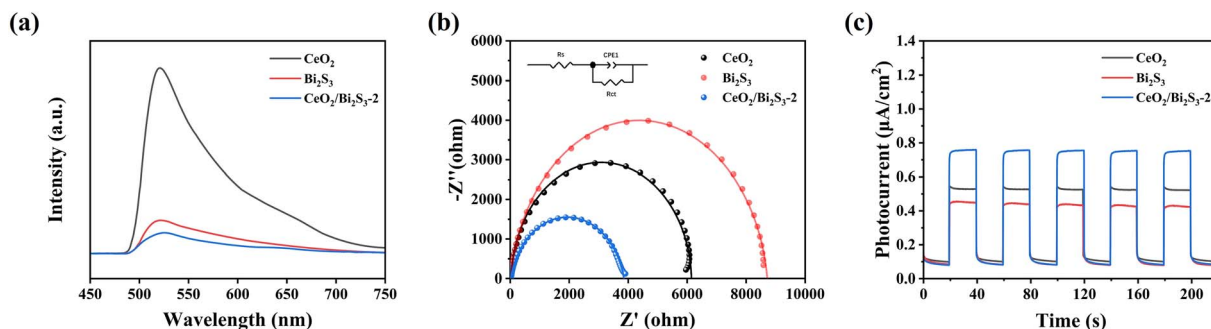 (a)
Intensity (a.u.)
CeO₂
Bi₂S₃
CeO₂/Bi₂S₃-2
450 500 550 600 650 700 750
Wavelength (nm)
(b)
-Z''(ohm)
6000
5000
4000
3000
2000
1000
0
Rs
CPE1
Rct
CeO₂
Bi₂S₃
CeO₂/Bi₂S₃-2
0 2000 4000 6000 8000 10000
Z' (ohm)
(c)
Photocurrent (μA/cm²)
1.4
1.2
1.0
0.8
0.6
0.4
0.2
0.0
CeO₂
Bi₂S₃
CeO₂/Bi₂S₃-2
0 40 80 120 160 200
Time (s)